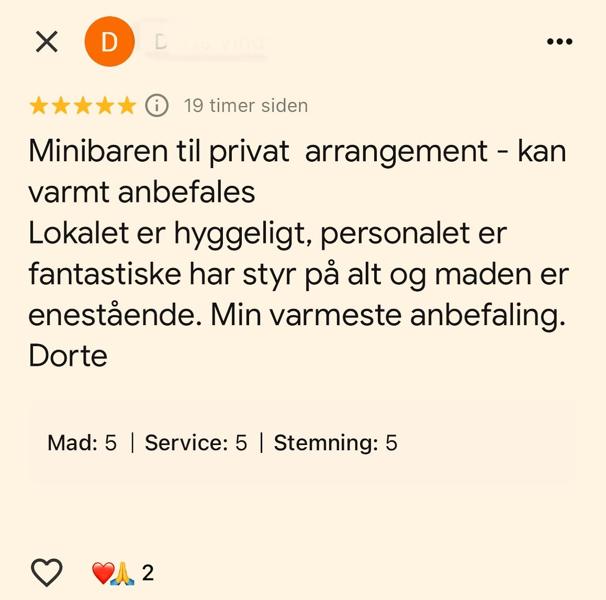 D
19 timer siden
Minibaren til privat  arrangement - kan
varmt anbefales
Lokalet er hyggeligt, personalet er
fantastiske har styr på alt og maden er
enestående. Min varmeste anbefaling.
Dorte
Mad: 5 | Service: 5 | Stemning: 5
2